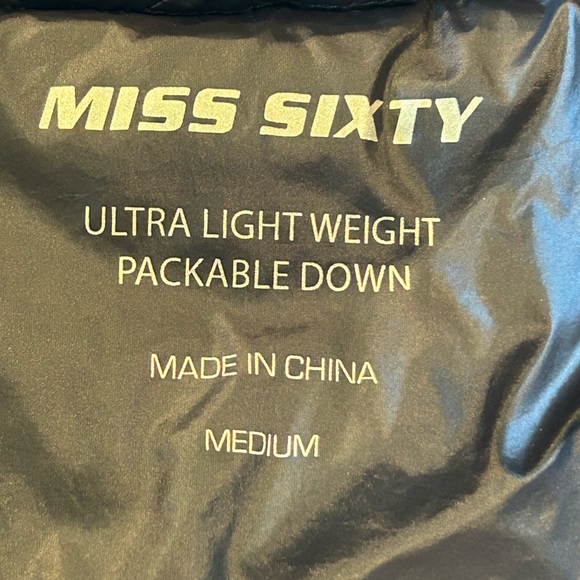 MISS SIXTY
ULTRA LIGHT WEIGHT
PACKABLE DOWN
MADE IN CHINA
MEDIUM